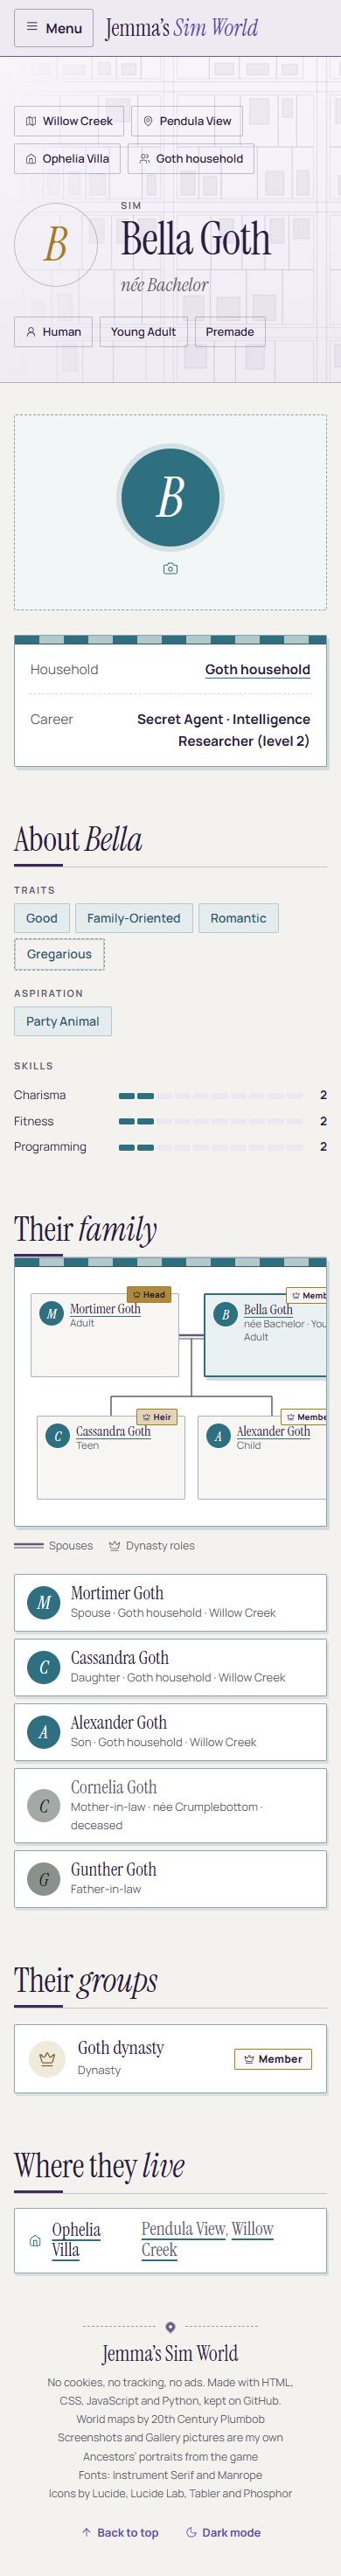 Menu
Jemma's Sim World
Willow Creek
Pendula View
Ophelia Villa
Goth household
SIM
B
Bella Goth
née Bachelor
Human
Young Adult
Premade
B
Household
Goth household
Career
Secret Agent · Intelligence
Researcher (level 2)
About Bella
TRAITS
Good
Family-Oriented
Romantic
Gregarious
ASPIRATION
Party Animal
SKILLS
Charisma
2
Fitness
2
Programming
2
Their family
Head
M
Mortimer Goth
Adult
Memb
B
Bella Goth
née Bachelor · You
Adult
Heir
C
Cassandra Goth
Teen
Membe
A
Alexander Goth
Child
Spouses
Dynasty roles
M
Mortimer Goth
Spouse · Goth household · Willow Creek
C
Cassandra Goth
Daughter · Goth household · Willow Creek
A
Alexander Goth
Son · Goth household · Willow Creek
C
Cornelia Goth
Mother-in-law · née Crumplebottom ·
deceased
G
Gunther Goth
Father-in-law
Their groups
Goth dynasty
Dynasty
Member
Where they live
Ophelia
Villa
Pendula View, Willow
Creek
Jemma's Sim World
No cookies, no tracking, no ads. Made with HTML,
CSS, JavaScript and Python, kept on GitHub.
World maps by 20th Century Plumbob
Screenshots and Gallery pictures are my own
Ancestors' portraits from the game
Fonts: Instrument Serif and Manrope
Icons by Lucide, Lucide Lab, Tabler and Phosphor
Back to top
Dark mode